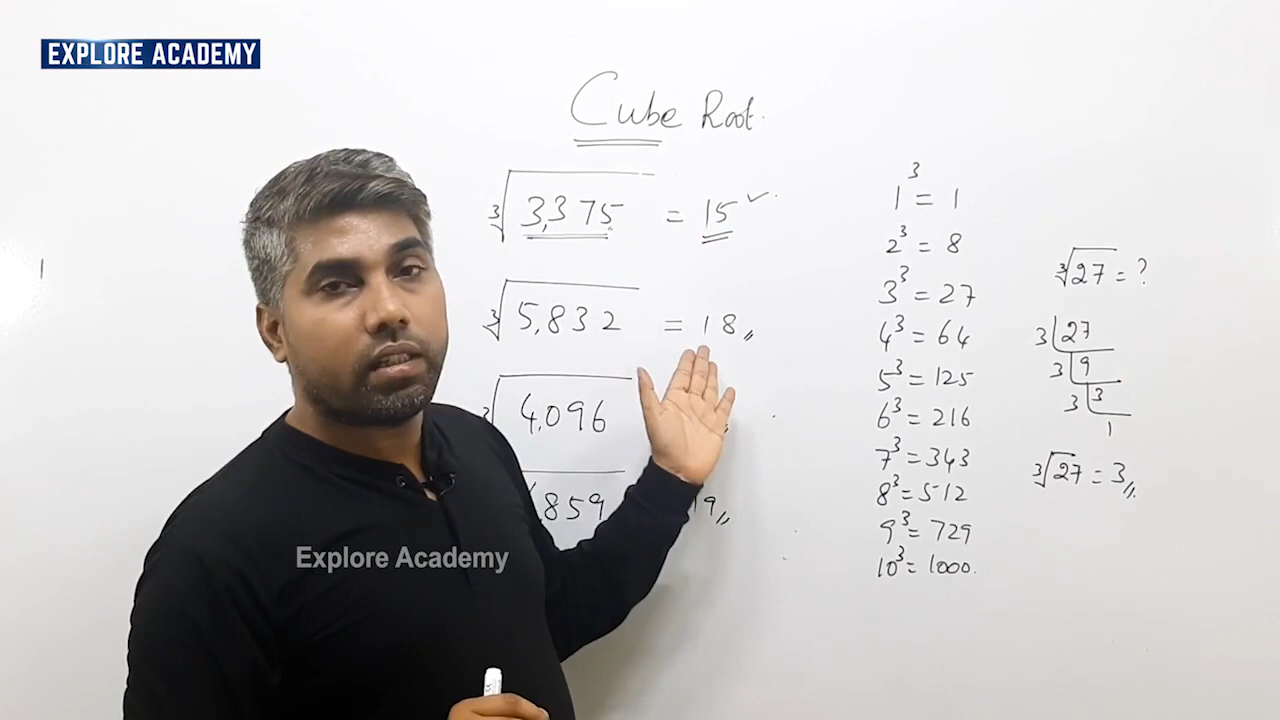 EXPLORE ACADEMY
Cube Root.
∛3,375 = 15 ✓
∛5,832 = 18
∛4,096
859 19
Explore Academy
1³ = 1
2³ = 8
3³ = 27
4³ = 64
5³ = 125
6³ = 216
7³ = 343
8³ = 512
9³ = 729
10³ = 1000.
∛27 = ?
3 27
3 9
3 3
1
∛27 = 3